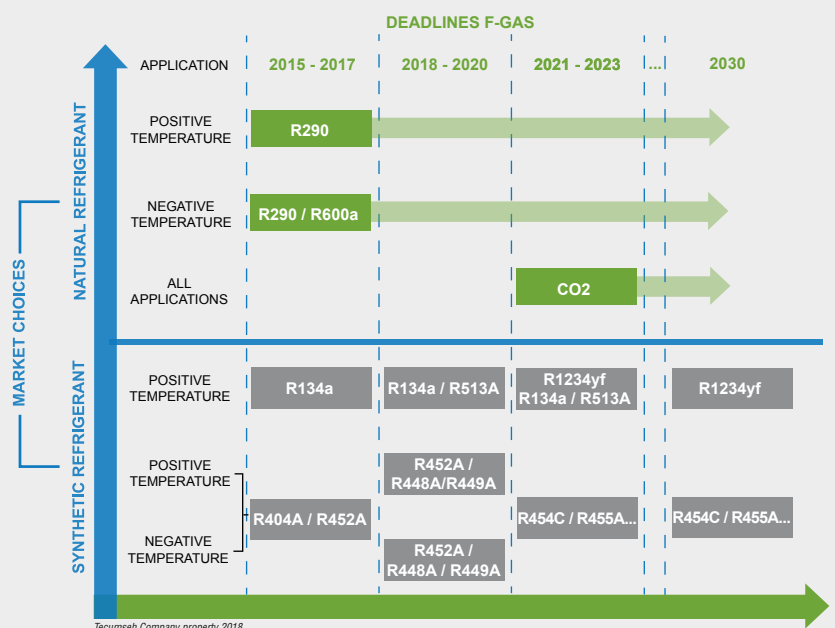 DEADLINES F-GAS
APPLICATION
2015 - 2017
2018 - 2020
2021 - 2023
...
2030
MARKET CHOICES
NATURAL REFRIGERANT
POSITIVE
TEMPERATURE
R290
NEGATIVE
TEMPERATURE
R290 / R600a
ALL
APPLICATIONS
CO2
SYNTHETIC REFRIGERANT
POSITIVE
TEMPERATURE
R134a
R134a / R513A
R1234yf
R134a / R513A
R1234yf
POSITIVE
TEMPERATURE
NEGATIVE
TEMPERATURE
R404A / R452A
R452A /
R448A/R449A
R452A /
R448A / R449A
R454C / R455A...
R454C / R455A...
Tecumseh Company property 2018